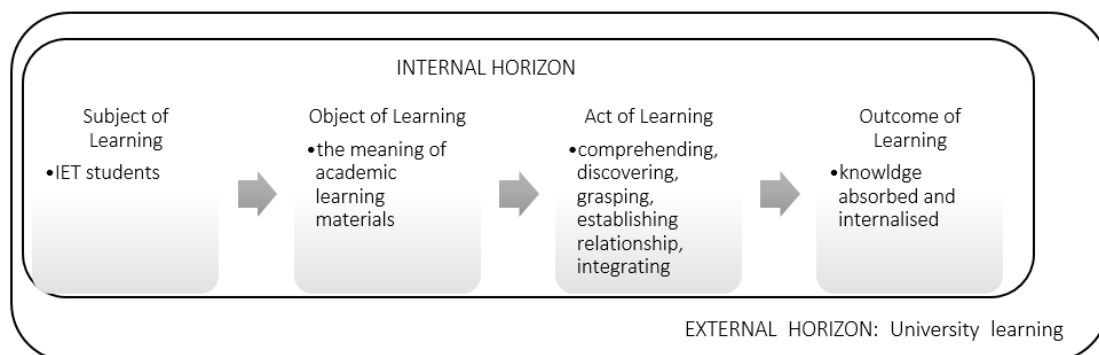 INTERNAL HORIZON
Subject of
Learning
•IET students
Object of Learning
•the meaning of
academic
learning
materials
Act of Learning
•comprehending,
discovering,
grasping,
establishing
relationship,
integrating
Outcome of
Learning
•knowldge
absorbed and
internalised
EXTERNAL HORIZON: University learning